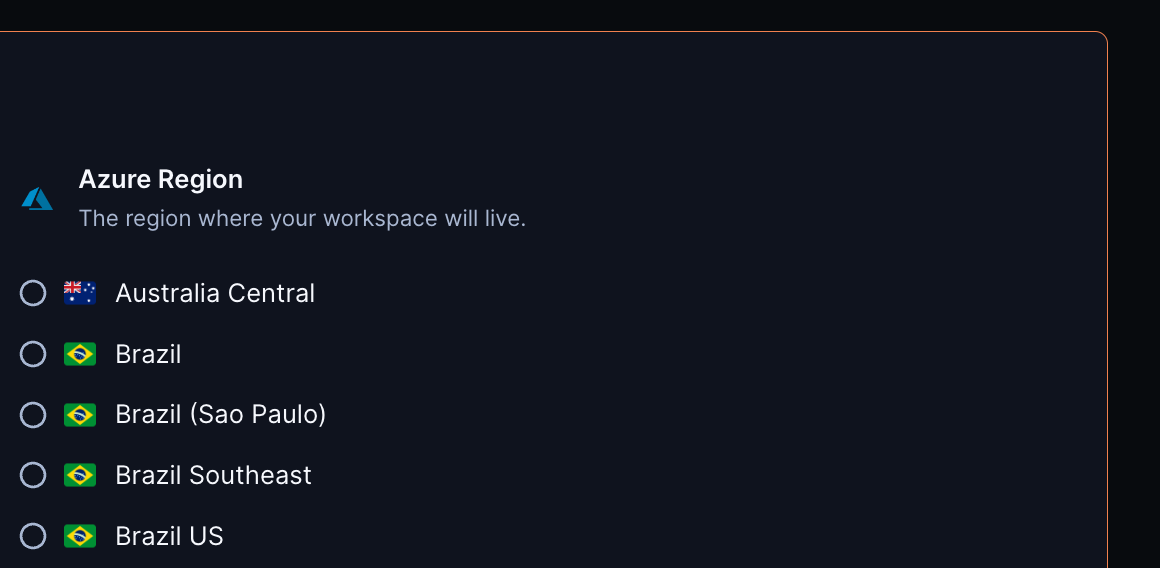 Azure Region
The region where your workspace will live.
Australia Central
Brazil
Brazil (Sao Paulo)
Brazil Southeast
Brazil US